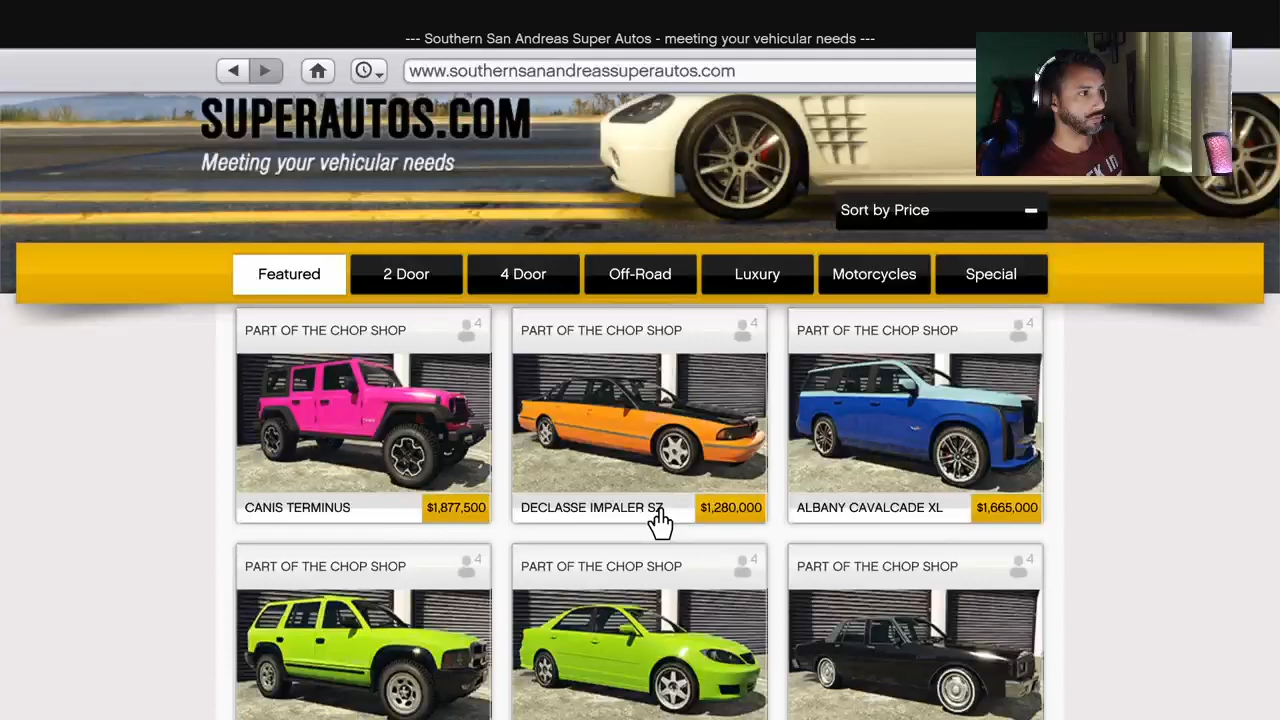 --- Southern San Andreas Super Autos - meeting your vehicular needs ---
www.southernsanandreassuperautos.com
SUPERAUTOS.COM
Meeting your vehicular needs
Sort by Price
Featured
2 Door
4 Door
Off-Road
Luxury
Motorcycles
Special
PART OF THE CHOP SHOP 4
PART OF THE CHOP SHOP 4
PART OF THE CHOP SHOP 4
CANIS TERMINUS $1,877,500
DECLASSE IMPALER SZ $1,280,000
ALBANY CAVALCADE XL $1,665,000
PART OF THE CHOP SHOP 4
PART OF THE CHOP SHOP 4
PART OF THE CHOP SHOP 4